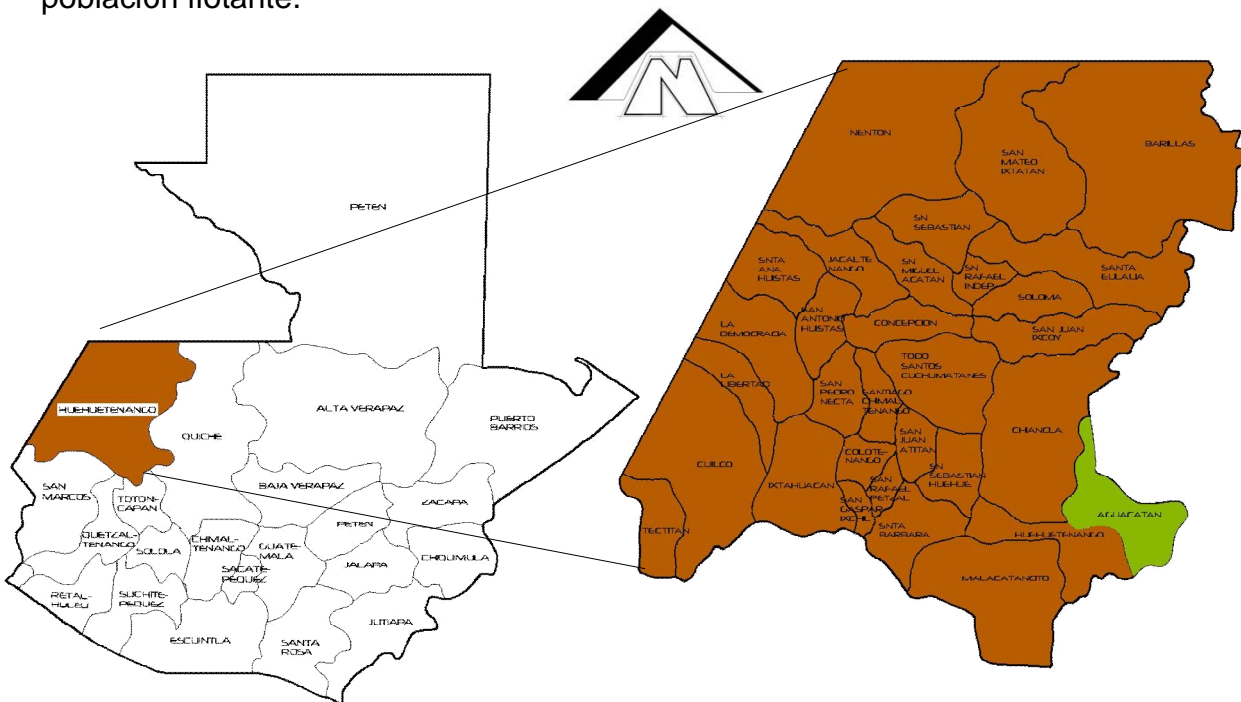 población flotante.
N
PETEN
HUEHUETENANGO
ALTA VERAPAZ
PUERTO
BARRIOS
QUICHE
SAN
MARCOS
TOTONI-
CAPAN
BAJA VERAPAZ
ZACAPA
PETEN
QUETZAL-
TENANGO
SOLOLA
CHIMAL-
TENANGO
GUATE-
MALA
SACATE-
PEQUEZ
JALAPA
CHIQUIMULA
RETAL-
HULEU
SUCHITE-
PEQUEZ
ESCUINTLA
SANTA
ROSA
JUTIAPA
NENTON
SAN
MATEO
IXTATAN
BARILLAS
SN
SEBASTIAN
SNTA
ANA
HUISTAS
JACALTE
NANGO
SN
MIGUEL
ACATAN
SN
RAFAEL
INDEP.
SANTA
EULALIA
SOLOMA
SAN
ANTONIO
HUISTAS
LA
DEMOCRACIA
CONCEPCION
SAN JUAN
IXCOY
TODO
SANTOS
CUCHUMATANES
LA
LIBERTAD
SAN
PEDRO
NECTA
SANTIAGO
CHIMAL
TENANGO
SAN
JUAN
ATITAN
CHIANCLA
CUILCO
COLOTE-
NANGO
SN
SEBASTIAN
HUEHUE
IXTAHUACAN
SAN
RAFAEL
PETZAL
SAN
GASPAR
IXCHIL
AGUACATAN
TECTITAN
SNTA
BARBARA
HUEHUETENANGO
MALACATANCITO